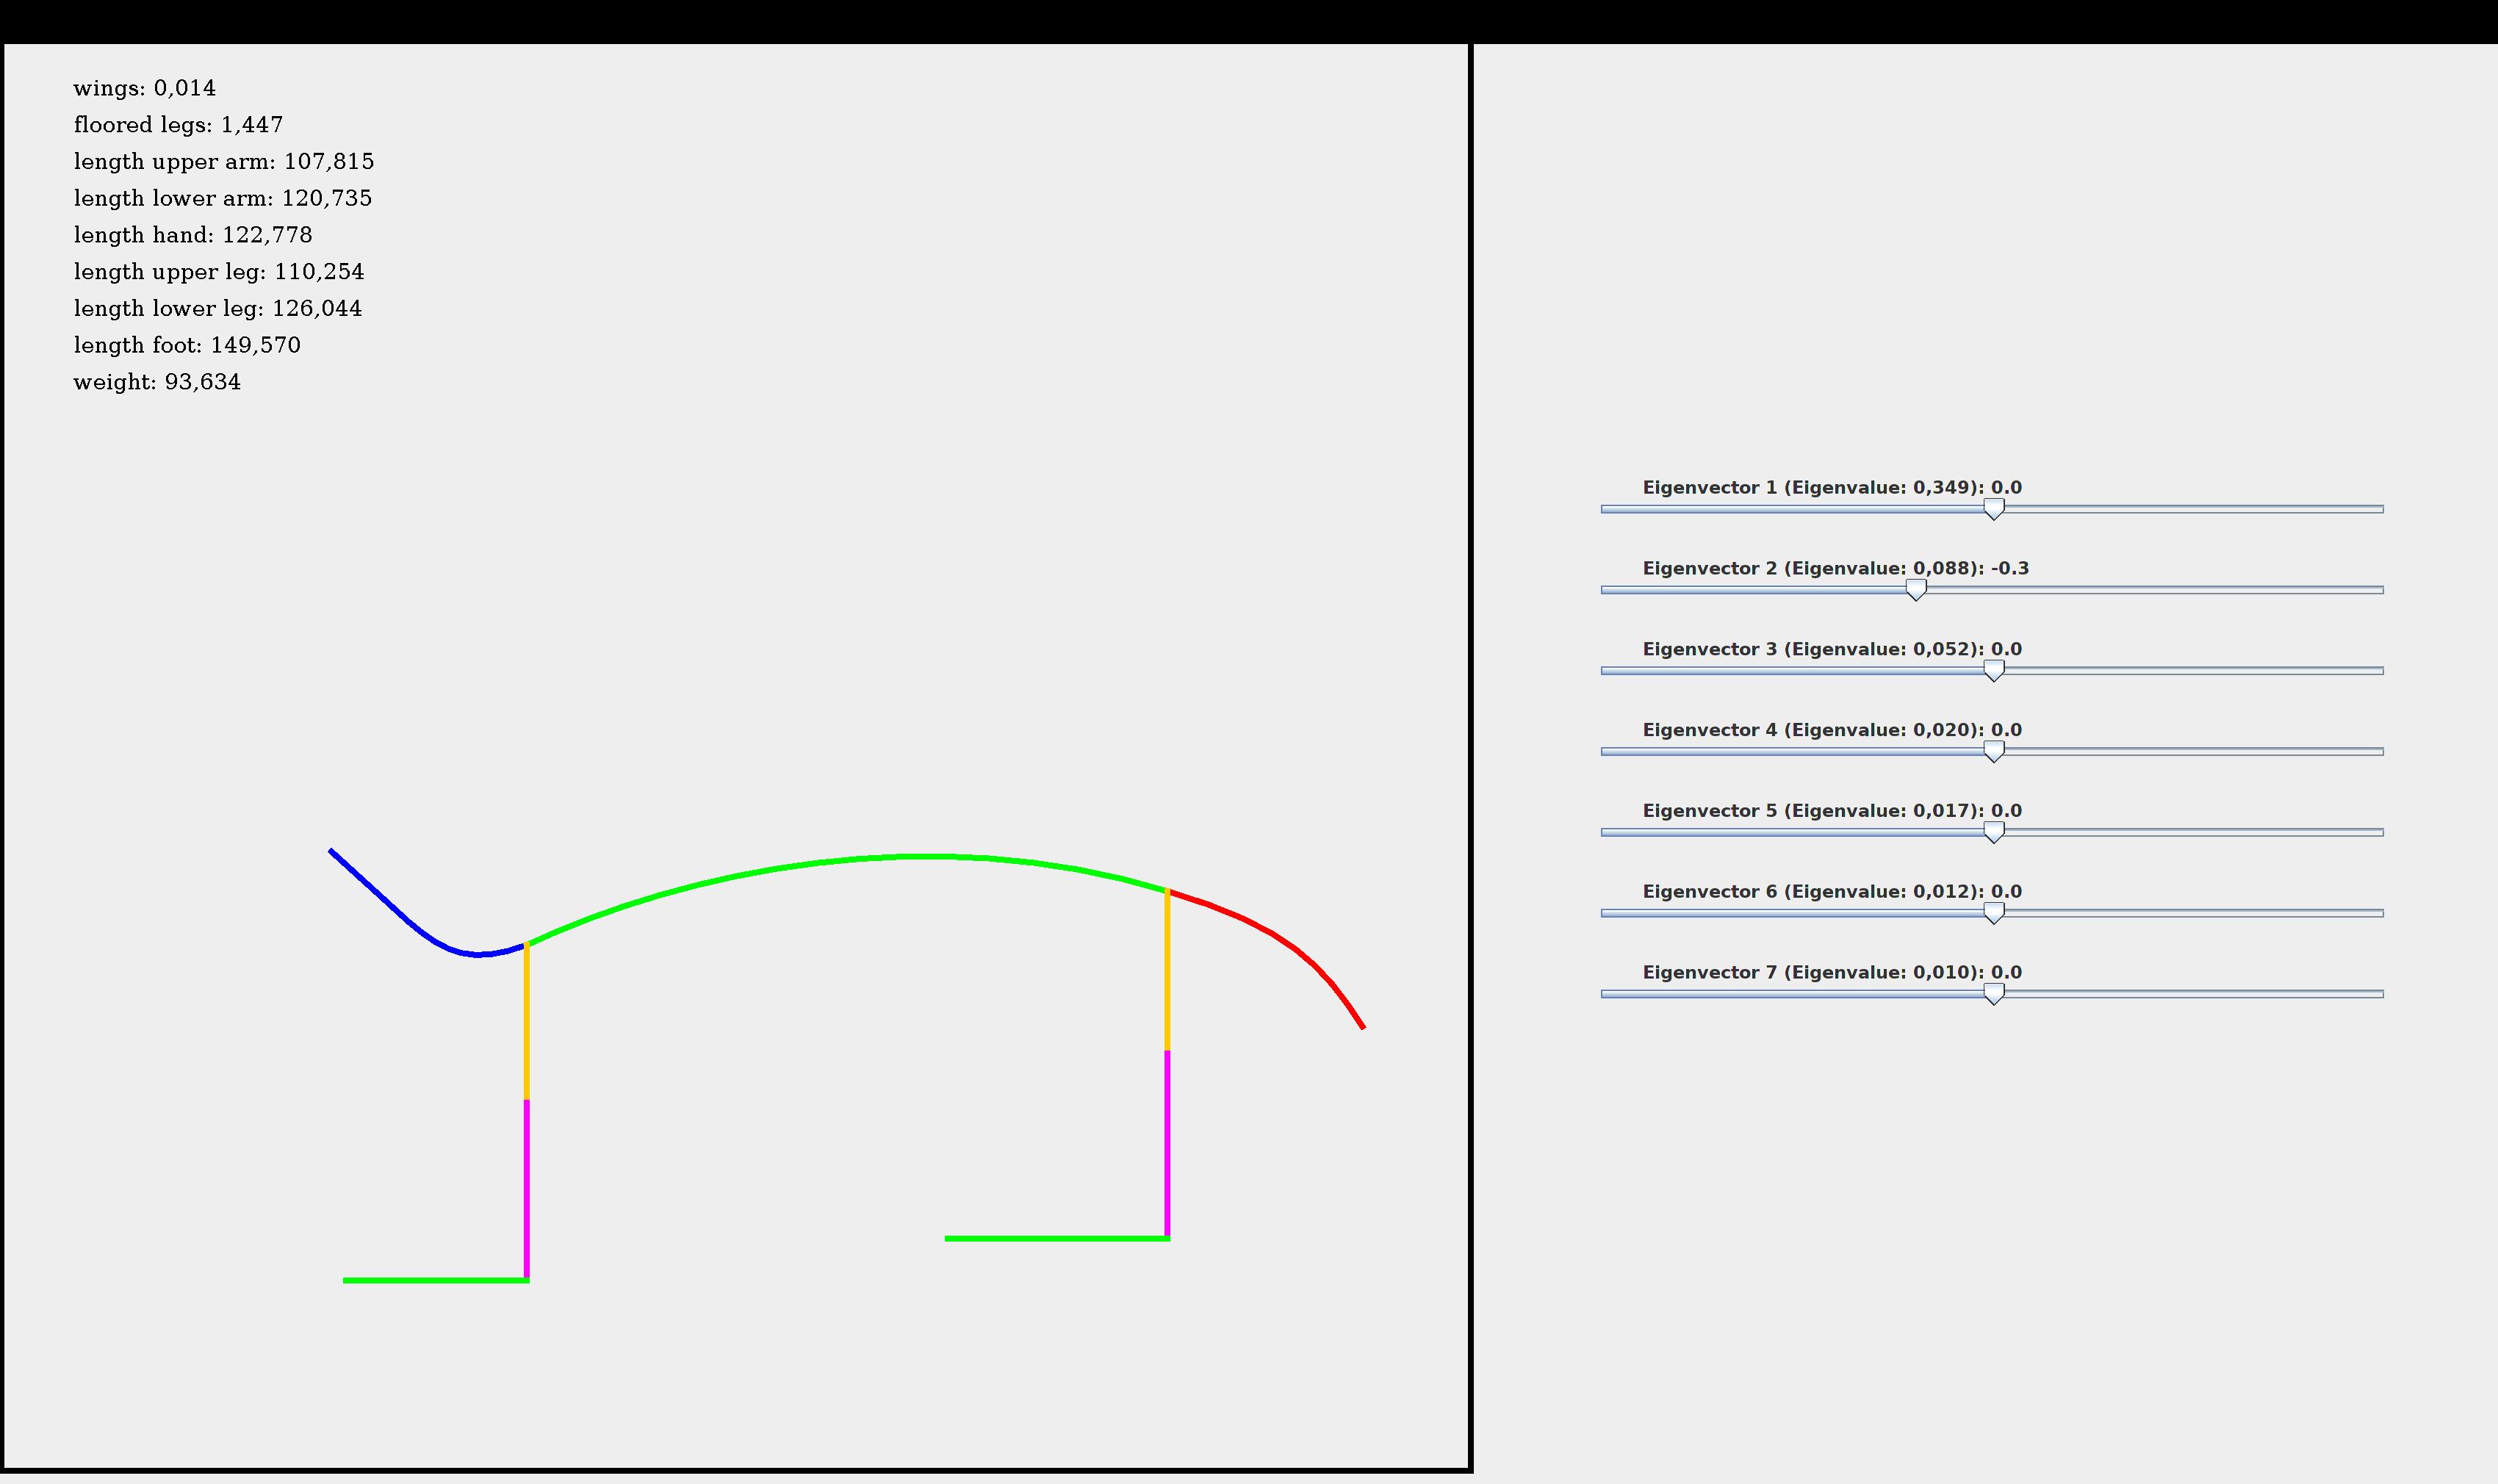 wings: 0,014
floored legs: 1,447
length upper arm: 107,815
length lower arm: 120,735
length hand: 122,778
length upper leg: 110,254
length lower leg: 126,044
length foot: 149,570
weight: 93,634
Eigenvector 1 (Eigenvalue: 0,349): 0.0
Eigenvector 2 (Eigenvalue: 0,088): -0.3
Eigenvector 3 (Eigenvalue: 0,052): 0.0
Eigenvector 4 (Eigenvalue: 0,020): 0.0
Eigenvector 5 (Eigenvalue: 0,017): 0.0
Eigenvector 6 (Eigenvalue: 0,012): 0.0
Eigenvector 7 (Eigenvalue: 0,010): 0.0